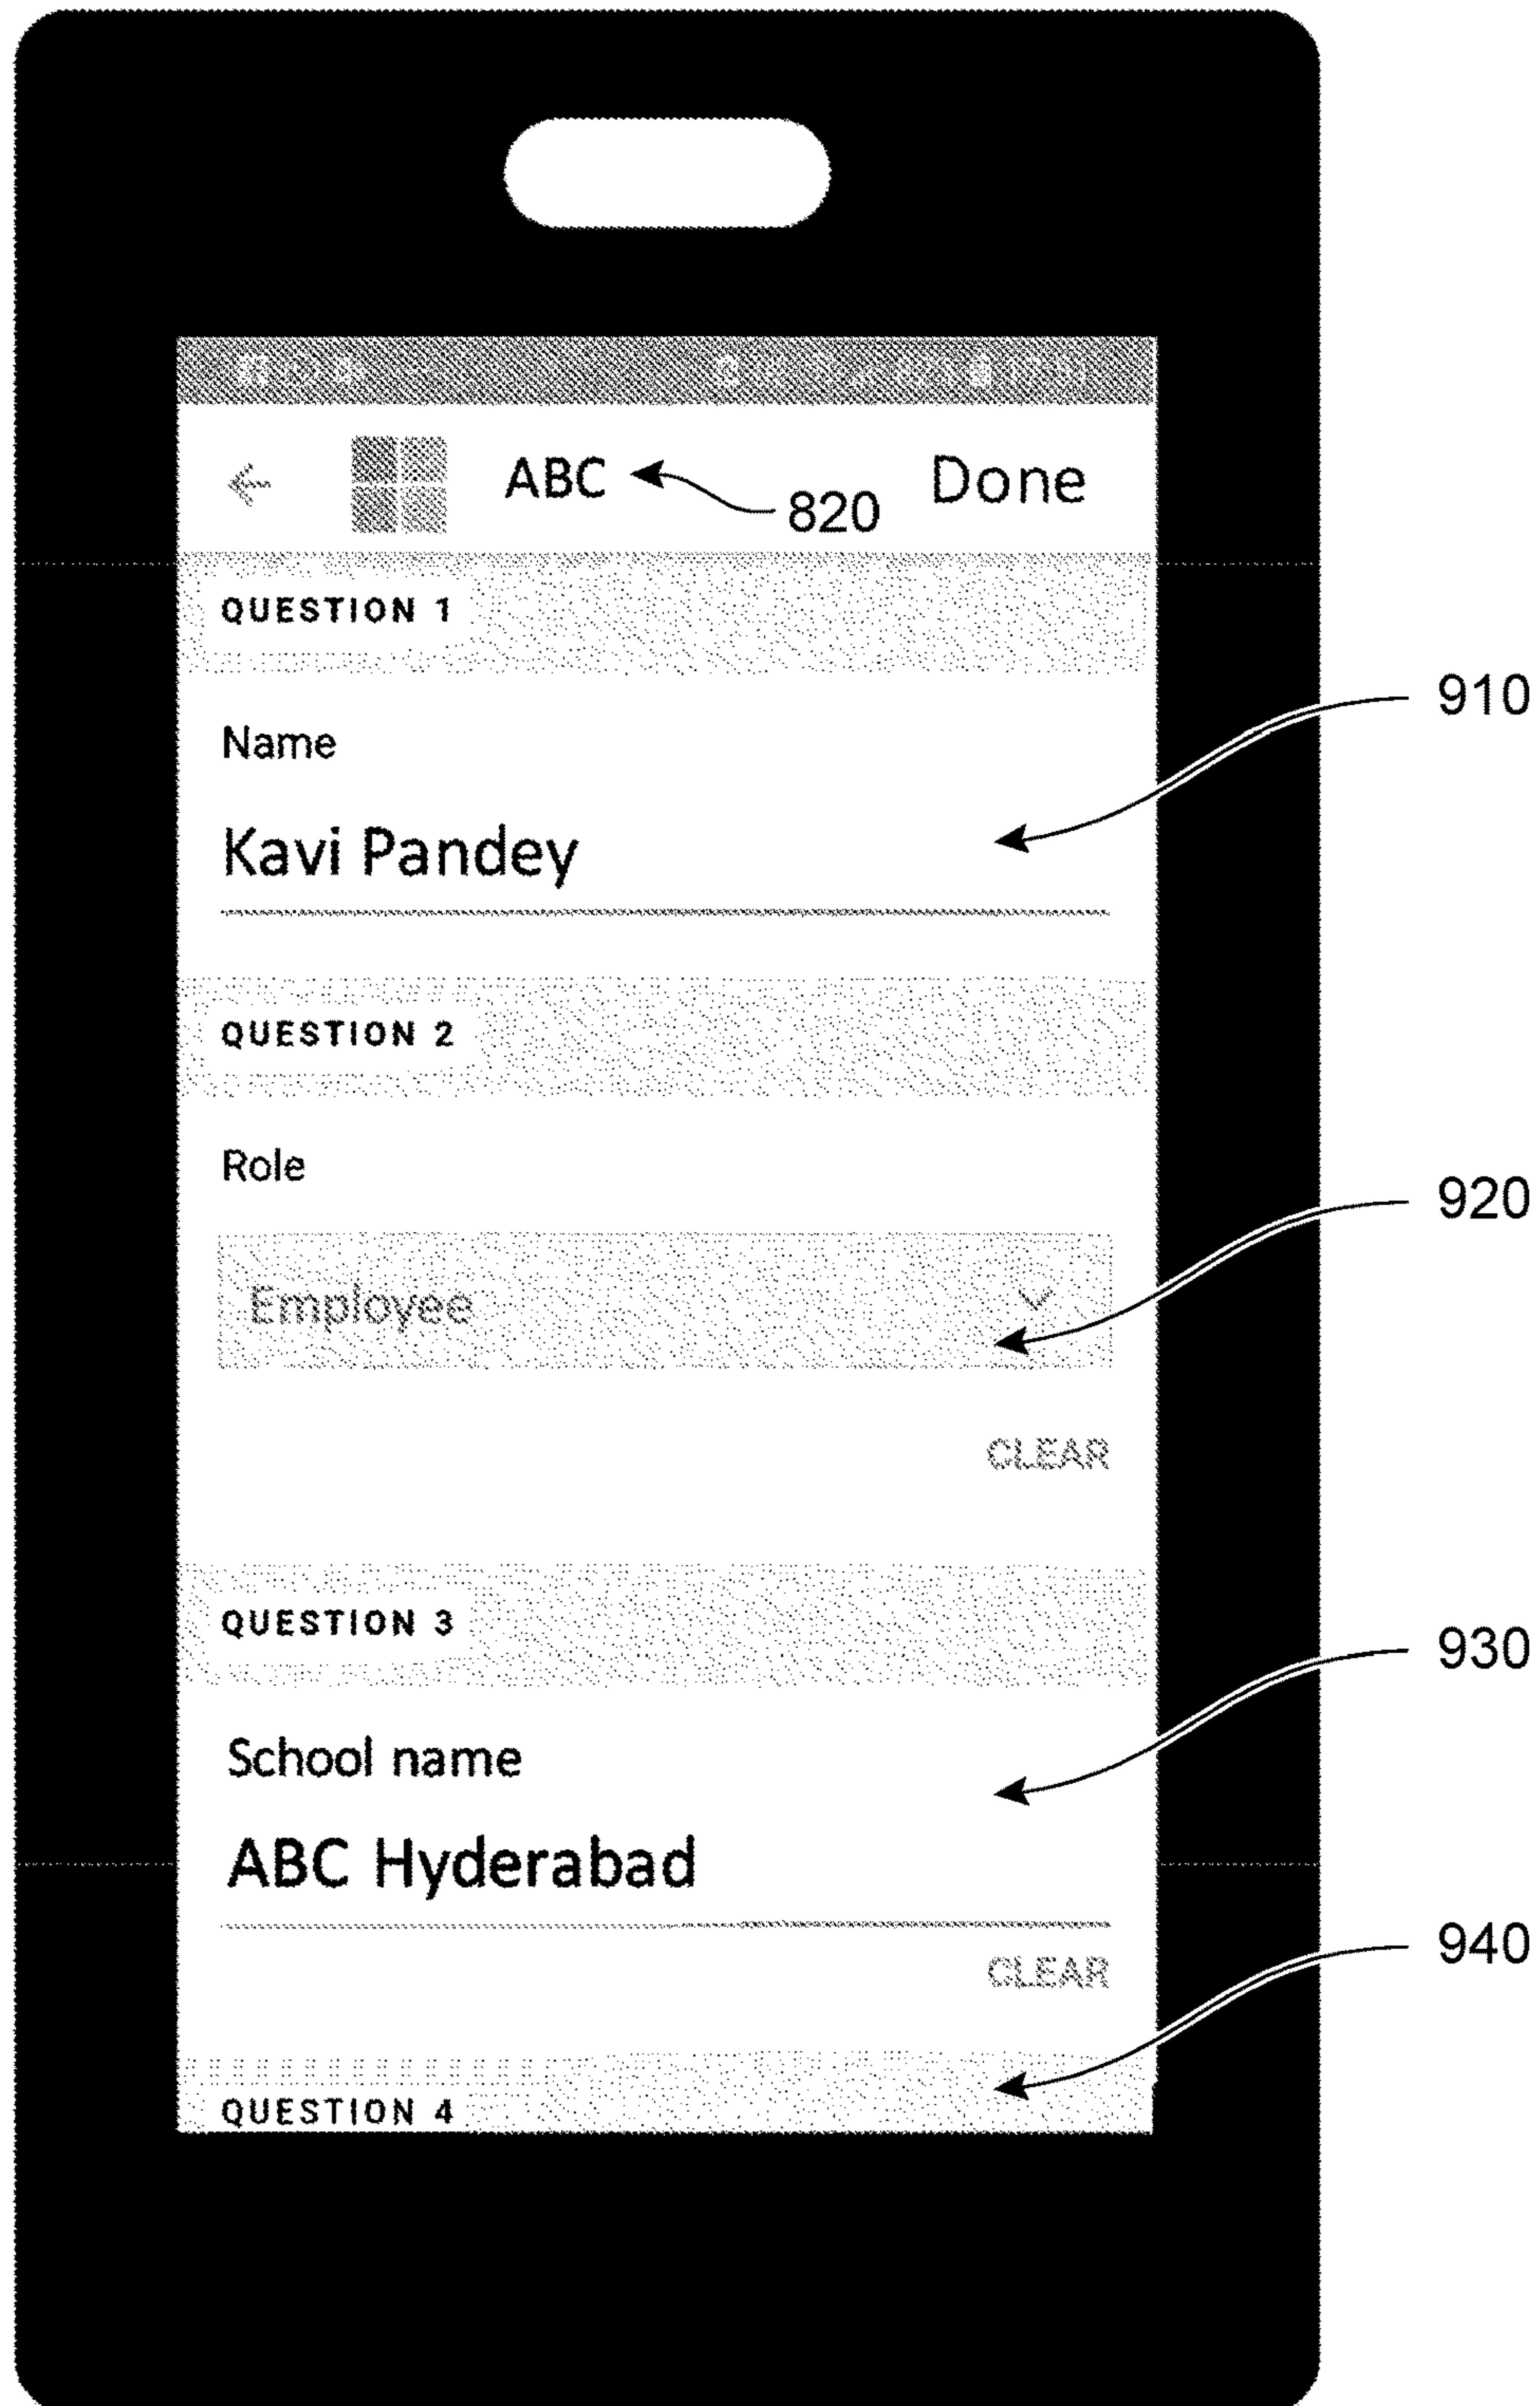 ABC
820
Done
QUESTION 1
910
Name
Kavi Pandey
QUESTION 2
Role
920
Employee
CLEAR
QUESTION 3
930
School name
ABC Hyderabad
940
CLEAR
QUESTION 4